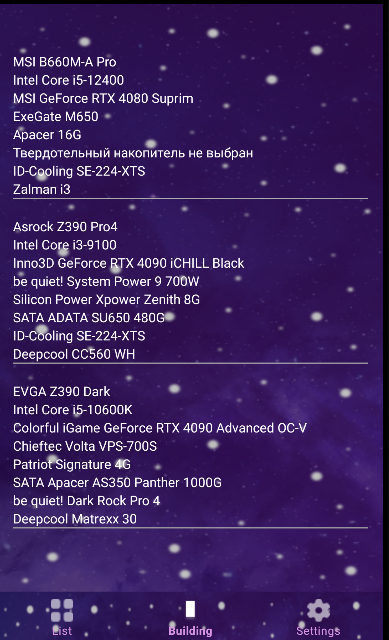 MSI B660M-A Pro
Intel Core i5-12400
MSI GeForce RTX 4080 Suprim
ExeGate M650
Apacer 16G
Твердотельный накопитель не выбран
ID-Cooling SE-224-XTS
Zalman i3
Asrock Z390 Pro4
Intel Core i3-9100
Inno3D GeForce RTX 4090 iCHILL Black
be quiet! System Power 9 700W
Silicon Power Xpower Zenith 8G
SATA ADATA SU650 480G
ID-Cooling SE-224-XTS
Deepcool CC560 WH
EVGA Z390 Dark
Intel Core i5-10600K
Colorful iGame GeForce RTX 4090 Advanced OC-V
Chieftec Volta VPS-700S
Patriot Signature 4G
SATA Apacer AS350 Panther 1000G
be quiet! Dark Rock Pro 4
Deepcool Matrexx 30
List Building Settings